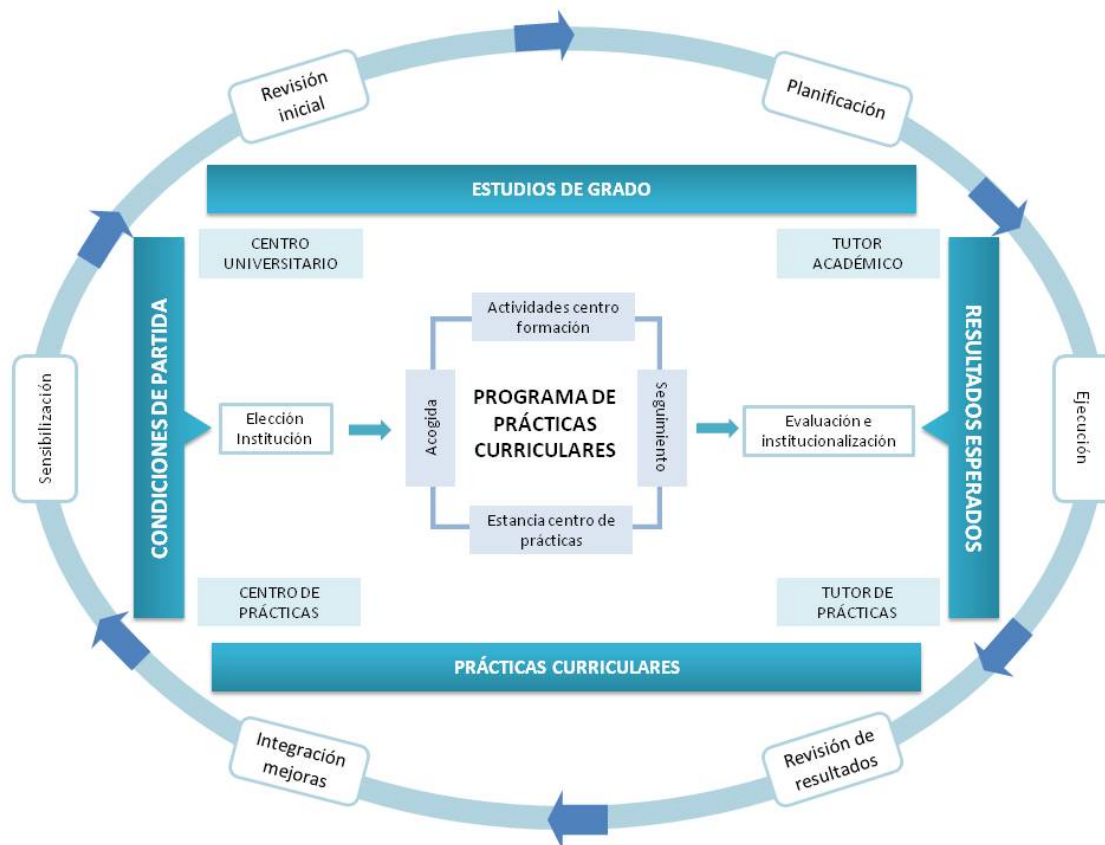 Revisión
inicial
Planificación
ESTUDIOS DE GRADO
CENTRO
UNIVERSITARIO
TUTOR
ACADÉMICO
Sensibilización
CONDICIONES DE PARTIDA
Elección
Institución
Acogida
Actividades centro
formación
PROGRAMA DE
PRÁCTICAS
CURRICULARES
Estancia centro de
prácticas
Seguimiento
Evaluación e
institucionalización
RESULTADOS ESPERADOS
Ejecución
CENTRO DE
PRÁCTICAS
TUTOR DE
PRÁCTICAS
PRÁCTICAS CURRICULARES
Integración
mejoras
Revisión de
resultados